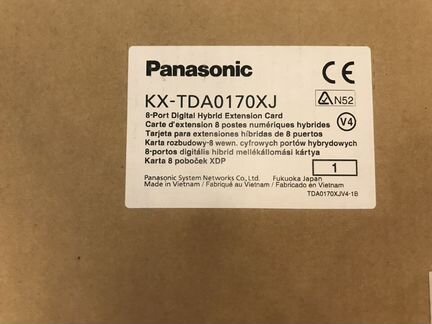 Panasonic
CE
KX-TDA0170XJ
N52
8-Port Digital Hybrid Extension Card
Carte d'extension 8 postes numériques hybrides
V4
Tarjeta para extensiones híbridas de 8 puertos
Karta rozbudowy-8 wewn. cyfrowych portów hybrydowych
8-portos digitális hibrid mellékállomási kártya
Karta 8 poboček XDP
1
Panasonic System Networks Co., Ltd. Fukuoka Japan
Made in Vietnam / Fabriqué au Vietnam / Fabricado en Vietnam
TDA0170XJV4-1B